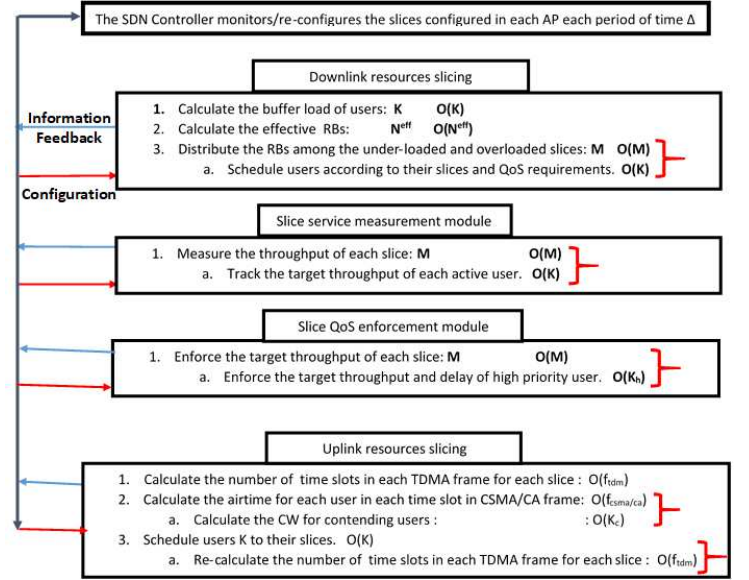 The SDN Controller monitors/re-configures the slices configured in each AP each period of time Δ
Downlink resources slicing
Information
Feedback
Configuration
1. Calculate the buffer load of users: K O(K)
2. Calculate the effective RBs: Nᵉᶠᶠ O(Nᵉᶠᶠ)
3. Distribute the RBs among the under-loaded and overloaded slices: M O(M)
a. Schedule users according to their slices and QoS requirements. O(K)
Slice service measurement module
1. Measure the throughput of each slice: M O(M)
a. Track the target throughput of each active user. O(K)
Slice QoS enforcement module
1. Enforce the target throughput of each slice: M O(M)
a. Enforce the target throughput and delay of high priority user. O(Kₕ)
Uplink resources slicing
1. Calculate the number of time slots in each TDMA frame for each slice : O(f_tdm)
2. Calculate the airtime for each user in each time slot in CSMA/CA frame: O(f_csma/ca)
a. Calculate the CW for contending users : : O(K_c)
3. Schedule users K to their slices. O(K)
a. Re-calculate the number of time slots in each TDMA frame for each slice : O(f_tdm)